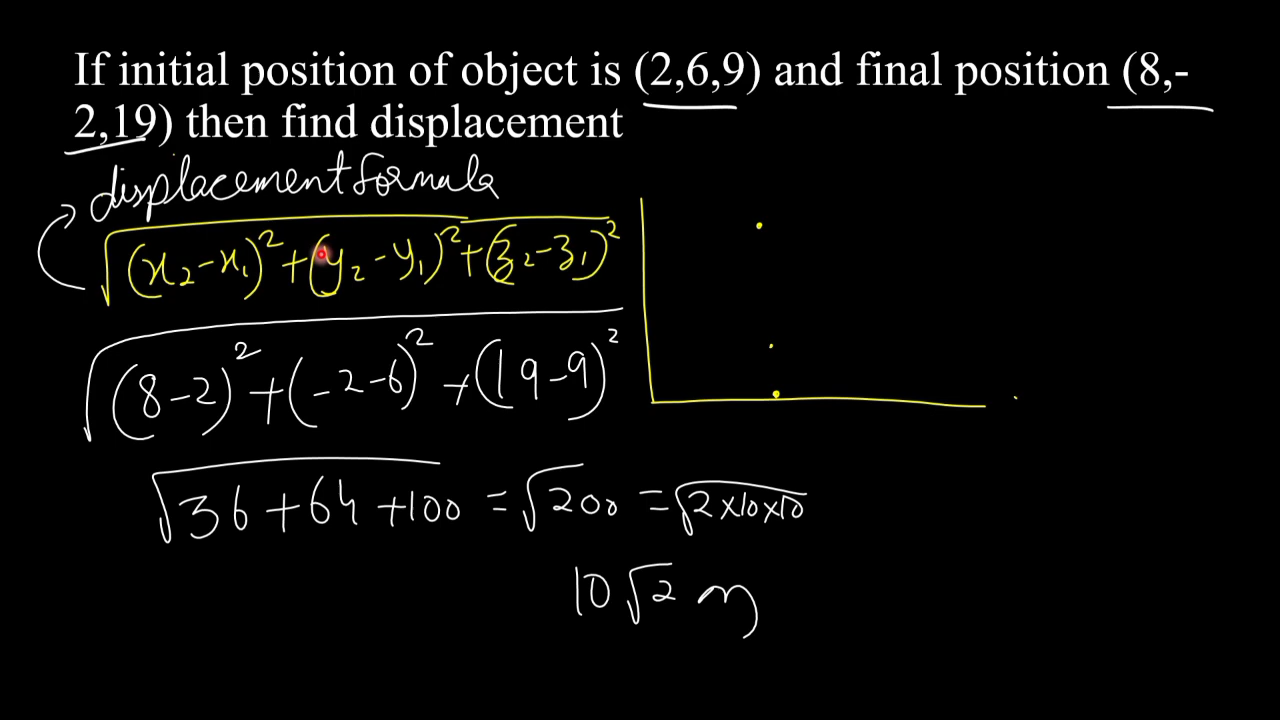 If initial position of object is (2,6,9) and final position (8,-
2,19) then find displacement
displacement formula
√(x₂-x₁)²+(y₂-y₁)²+(z₂-z₁)²
√(8-2)²+(-2-6)²+(19-9)²
√36+64+100 = √200 = √2×10×10
10√2 m